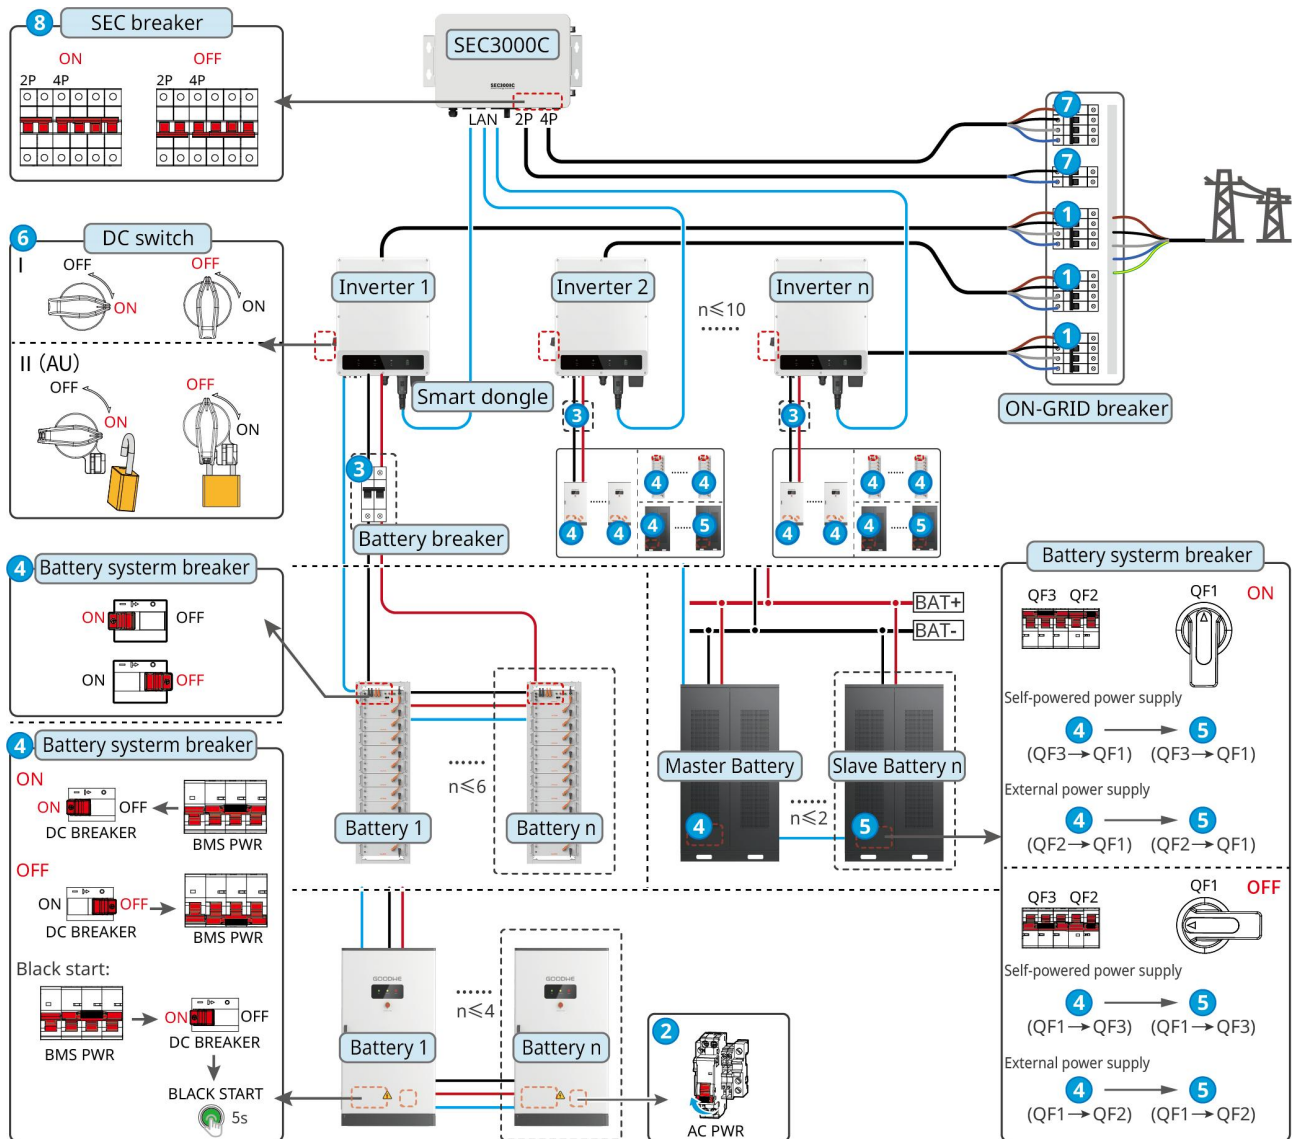 8 SEC breaker
ON
OFF
2P 4P
2P 4P
SEC3000C
SEC3000C
LAN 2P 4P
7
7
1
1
1
ON-GRID breaker
6 DC switch
I
OFF
ON
OFF
ON
II (AU)
OFF
ON
OFF
ON
Inverter 1
Inverter 2
Inverter n
n≤10
Smart dongle
3
Battery breaker
3
3
4 4
4 4
4 5
4 4
4 4
4 5
4 Battery systerm breaker
ON OFF
ON OFF
4 Battery systerm breaker
ON
ON OFF
DC BREAKER
BMS PWR
OFF
ON OFF
DC BREAKER
BMS PWR
Black start:
BMS PWR
ON OFF
DC BREAKER
BLACK START
5s
Battery 1
n≤6
Battery n
BAT+
BAT-
Master Battery
Slave Battery n
n≤2
4
5
GOODWE
GOODWE
n≤4
Battery 1
Battery n
2
AC PWR
Battery systerm breaker
QF3 QF2
QF1
ON
Self-powered power supply
4 5
(QF3→QF1) (QF3→QF1)
External power supply
4 5
(QF2→QF1) (QF2→QF1)
QF3 QF2
QF1
OFF
Self-powered power supply
4 5
(QF1→QF3) (QF1→QF3)
External power supply
4 5
(QF1→QF2) (QF1→QF2)